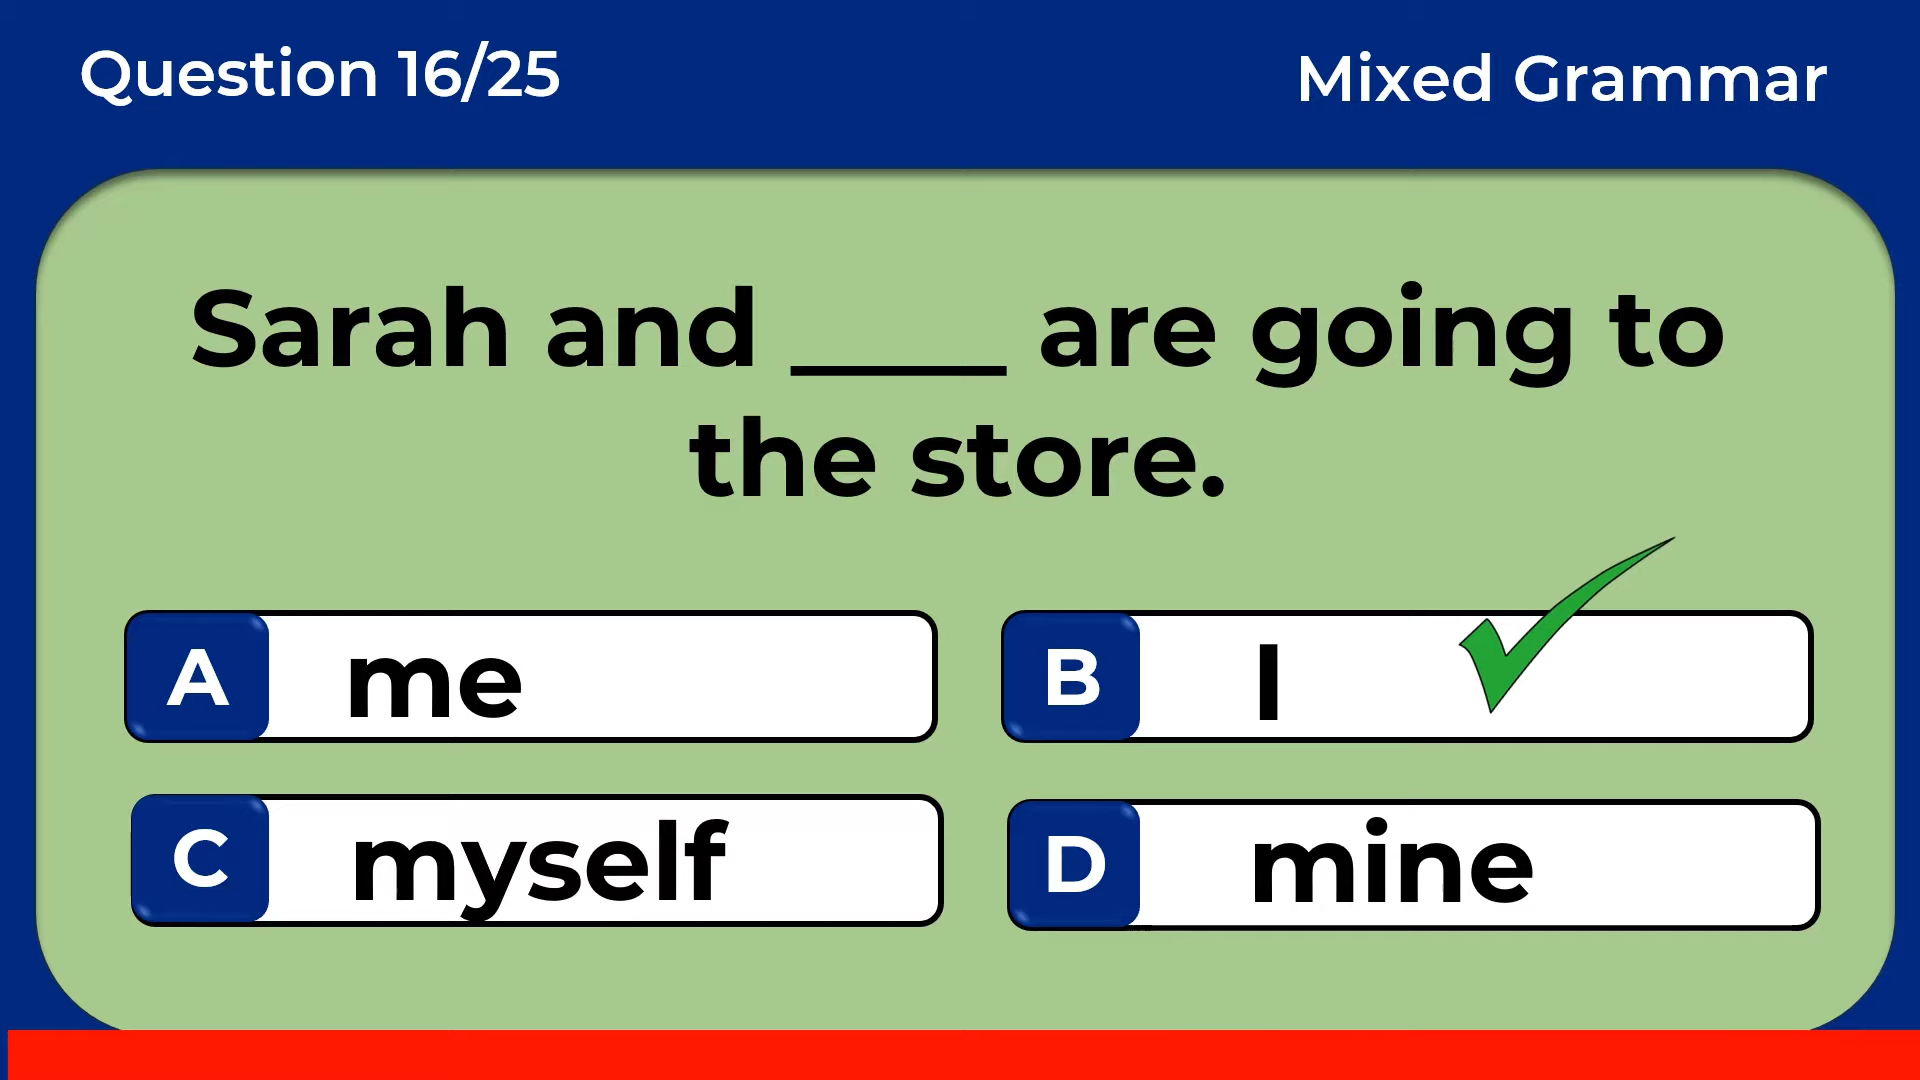 Question 16/25
Mixed Grammar
Sarah and ____ are going to
the store.
A me
B I
C myself
D mine